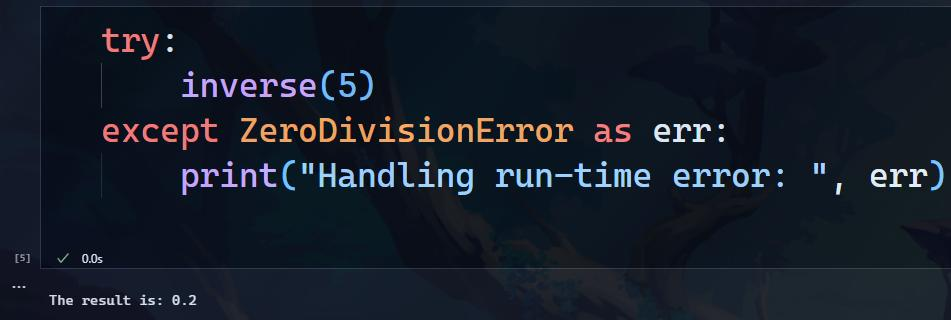 try:
    inverse(5)
except ZeroDivisionError as err:
    print("Handling run-time error: ", err)
[5] ✓ 0.0s
...
The result is: 0.2